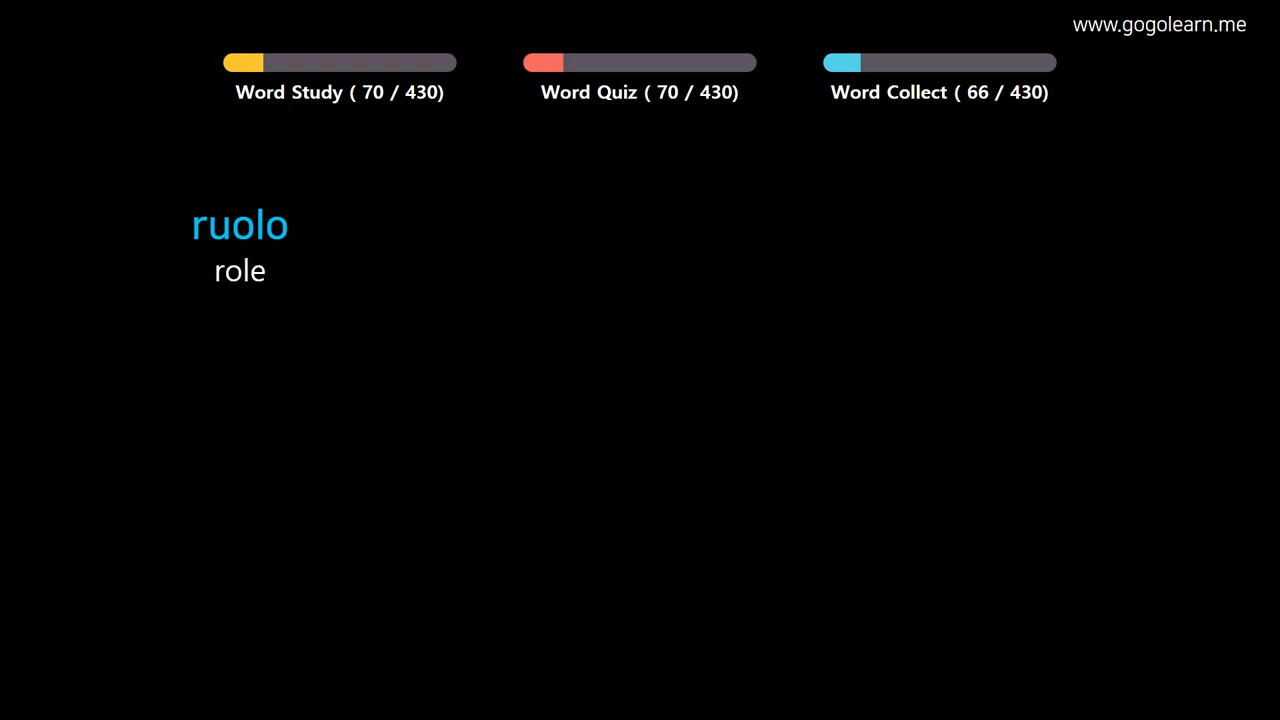 www.gogolearn.me
Word Study ( 70 / 430)
Word Quiz ( 70 / 430)
Word Collect ( 66 / 430)
ruolo
role